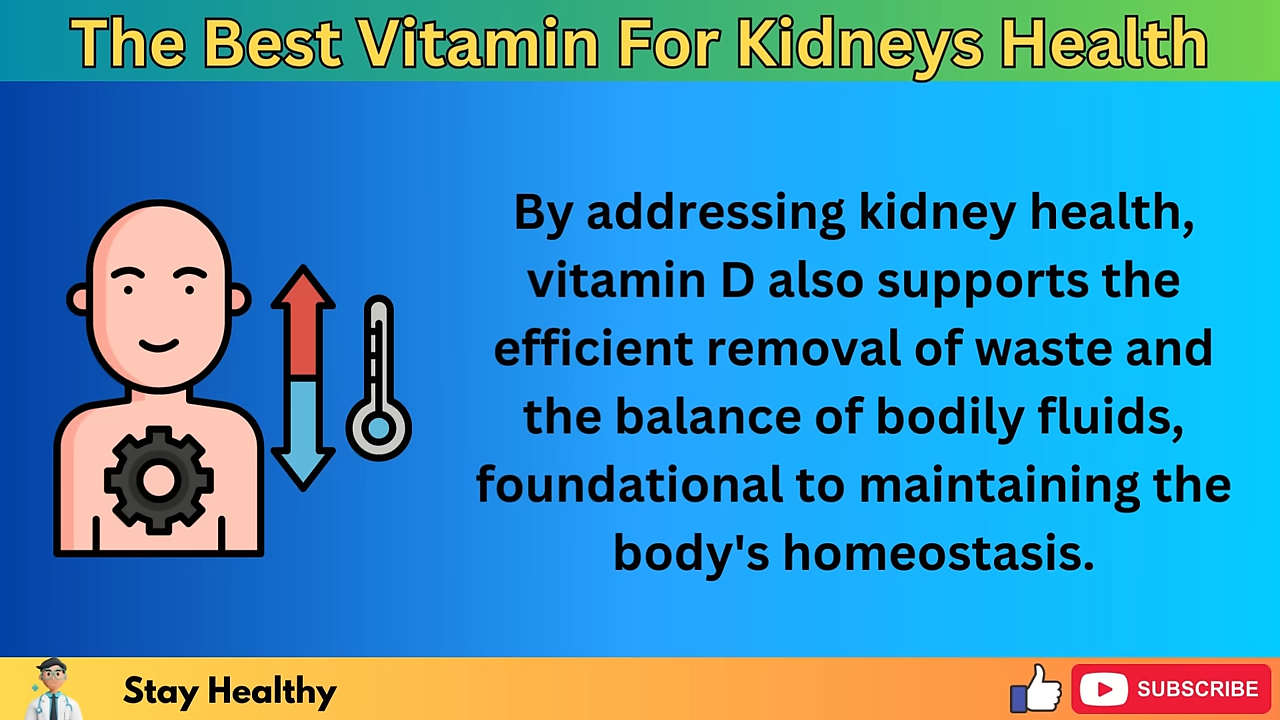 The Best Vitamin For Kidneys Health
By addressing kidney health,
vitamin D also supports the
efficient removal of waste and
the balance of bodily fluids,
foundational to maintaining the
body's homeostasis.
Stay Healthy
SUBSCRIBE